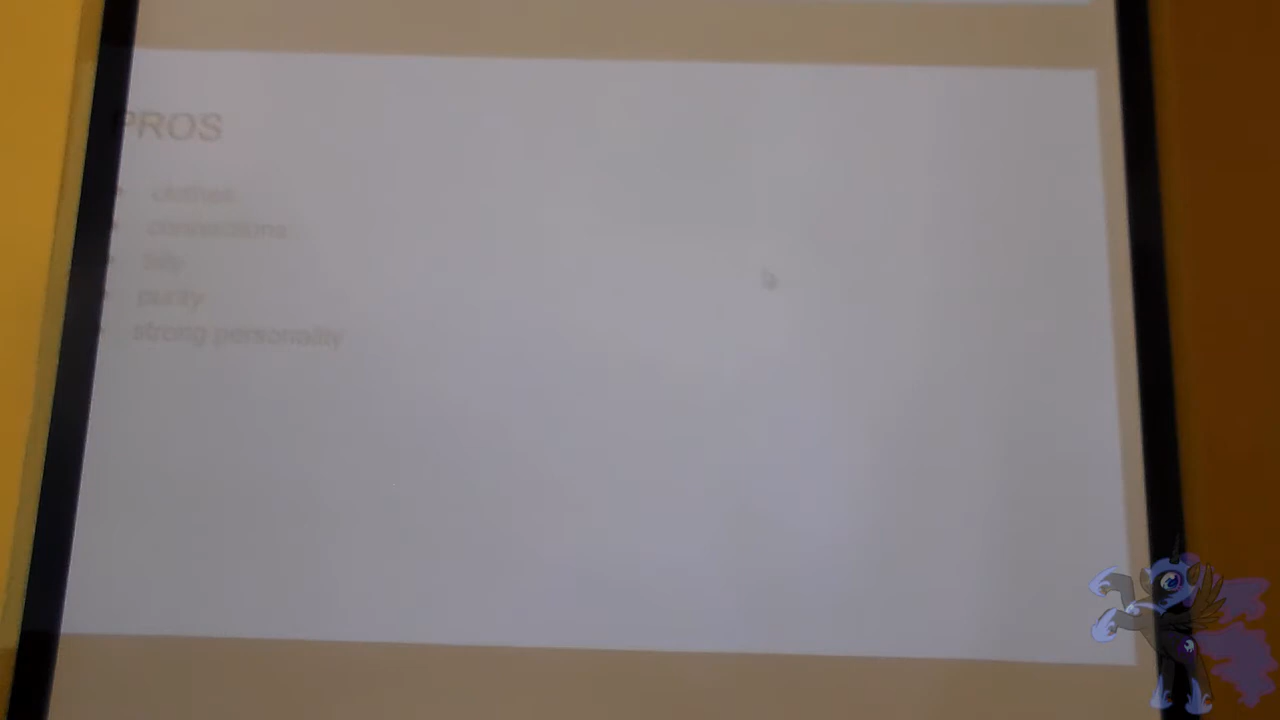 PROS
clothes
connections
purity
strong personality